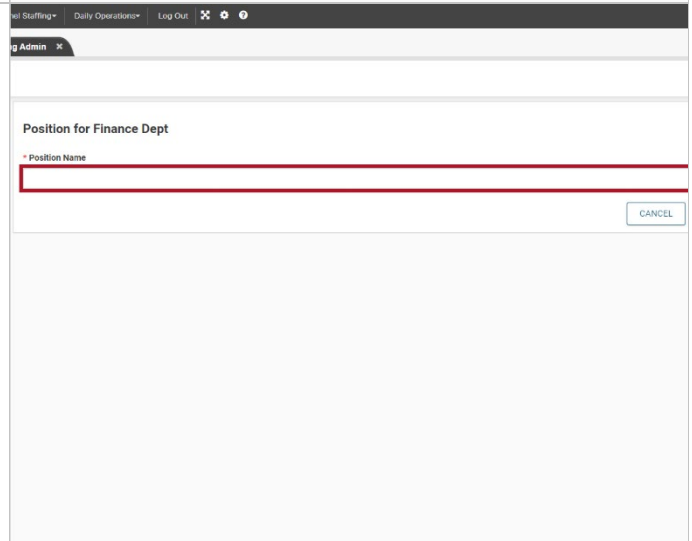 nel Staffing▾ Daily Operations▾ Log Out
g Admin ×
Position for Finance Dept
* Position Name
CANCEL